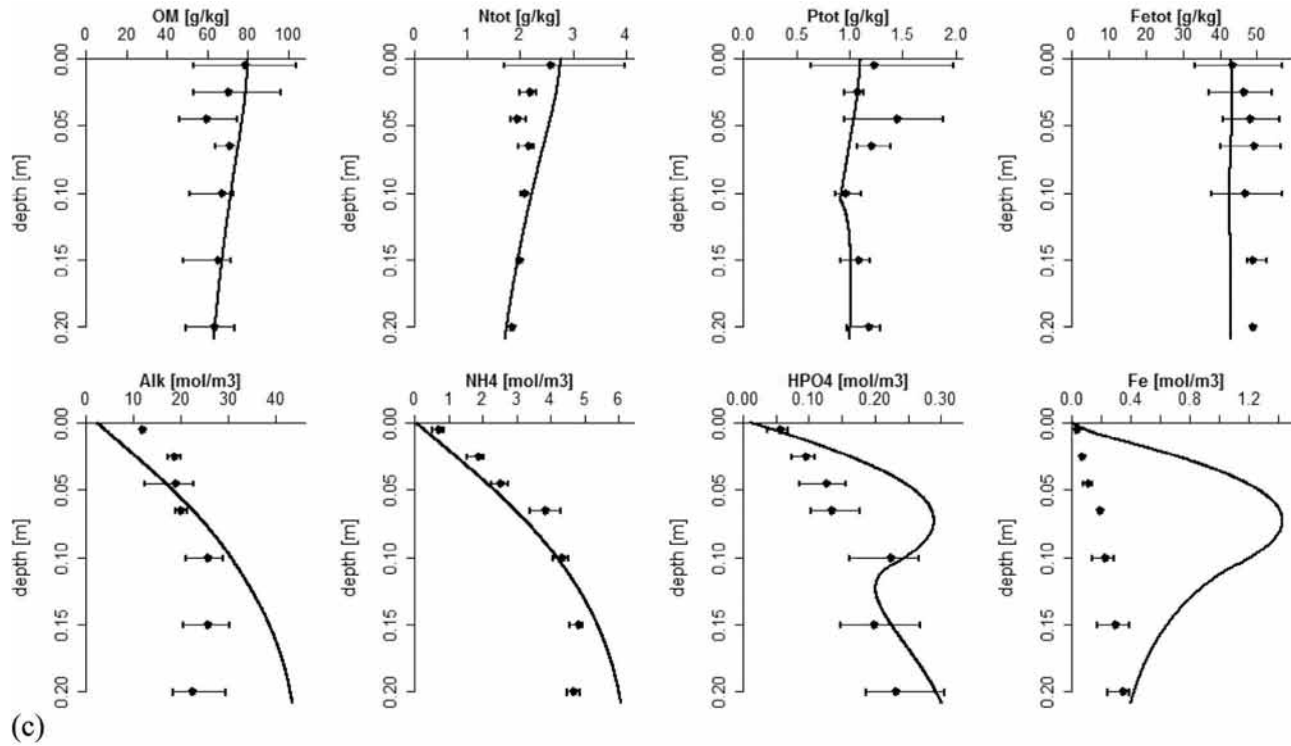 OM [g/kg]
0 20 40 60 80 100
depth [m]
0.00 0.05 0.10 0.15 0.20
Ntot [g/kg]
0 1 2 3 4
depth [m]
0.00 0.05 0.10 0.15 0.20
Ptot [g/kg]
0.0 0.5 1.0 1.5 2.0
depth [m]
0.00 0.05 0.10 0.15 0.20
Fetot [g/kg]
0 10 20 30 40 50
depth [m]
0.00 0.05 0.10 0.15 0.20
Alk [mol/m3]
0 10 20 30 40
depth [m]
0.00 0.05 0.10 0.15 0.20
NH4 [mol/m3]
0 1 2 3 4 5 6
depth [m]
0.00 0.05 0.10 0.15 0.20
HPO4 [mol/m3]
0.00 0.10 0.20 0.30
depth [m]
0.00 0.05 0.10 0.15 0.20
Fe [mol/m3]
0.0 0.4 0.8 1.2
depth [m]
0.00 0.05 0.10 0.15 0.20
(c)